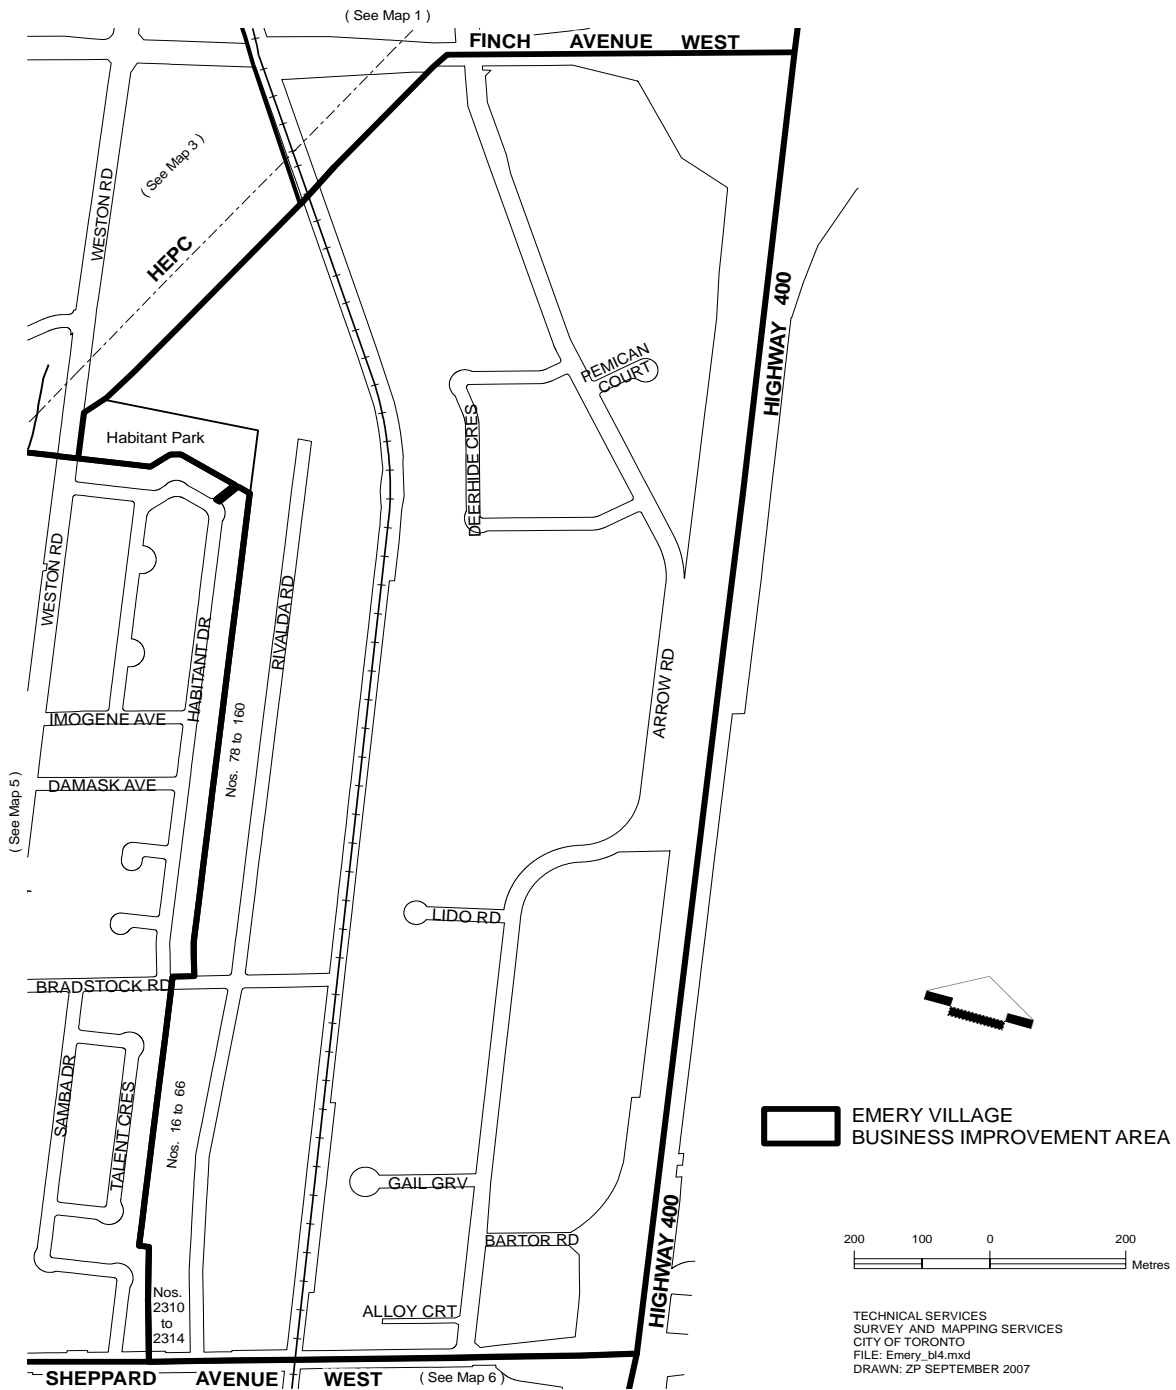 ( See Map 1 )
FINCH AVENUE WEST
( See Map 3 )
WESTON RD
HEPC
HIGHWAY 400
PEMICAN
COURT
Habitant Park
DEERHIDE CRES
WESTON RD
RIVALDA RD
HABITANT DR
ARROW RD
IMOGENE AVE
Nos. 78 to 160
DAMASK AVE
( See Map 5 )
LIDO RD
BRADSTOCK RD
SAMBA DR
TALENT CRES
Nos. 16 to 66
EMERY VILLAGE
BUSINESS IMPROVEMENT AREA
GAIL GRV
HIGHWAY 400
BARTOR RD
200 100 0 200
Metres
Nos.
2310
to
2314
ALLOY CRT
TECHNICAL SERVICES
SURVEY AND MAPPING SERVICES
CITY OF TORONTO
FILE: Emery_bl4.mxd
DRAWN: ZP SEPTEMBER 2007
SHEPPARD AVENUE WEST
( See Map 6 )